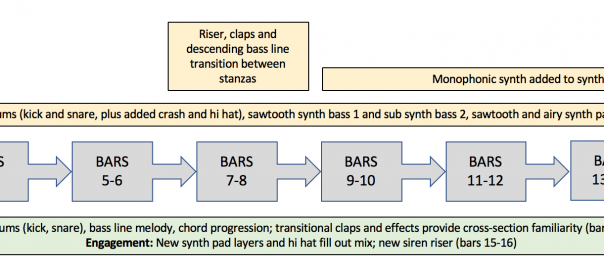 Riser, claps and
descending bass line
transition between
stanzas
Monophonic synth added to synth
ums (kick and snare, plus added crash and hi hat), sawtooth synth bass 1 and sub synth bass 2, sawtooth and airy synth pa
S
BARS
5-6
BARS
7-8
BARS
9-10
BARS
11-12
BA
13
ums (kick, snare), bass line melody, chord progression; transitional claps and effects provide cross-section familiarity (bar
Engagement: New synth pad layers and hi hat fill out mix; new siren riser (bars 15-16)